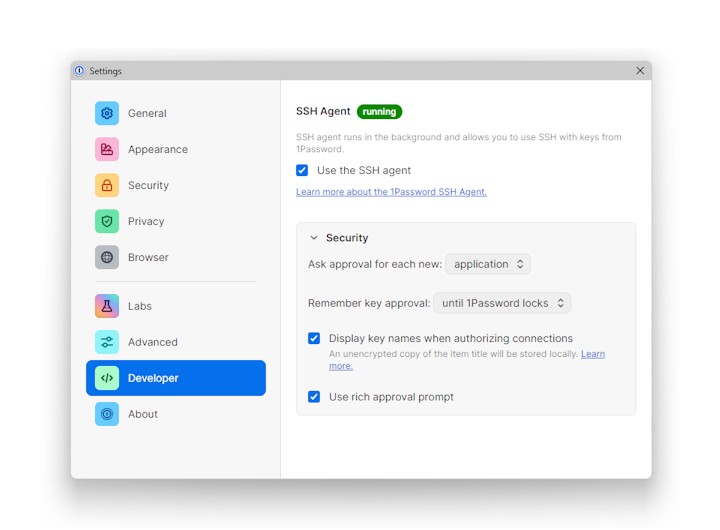 Settings
General
Appearance
Security
Privacy
Browser
Labs
Advanced
Developer
About
SSH Agent running
SSH agent runs in the background and allows you to use SSH with keys from
1Password.
Use the SSH agent
Learn more about the 1Password SSH Agent.
Security
Ask approval for each new: application
Remember key approval: until 1Password locks
Display key names when authorizing connections
An unencrypted copy of the item title will be stored locally. Learn
more.
Use rich approval prompt